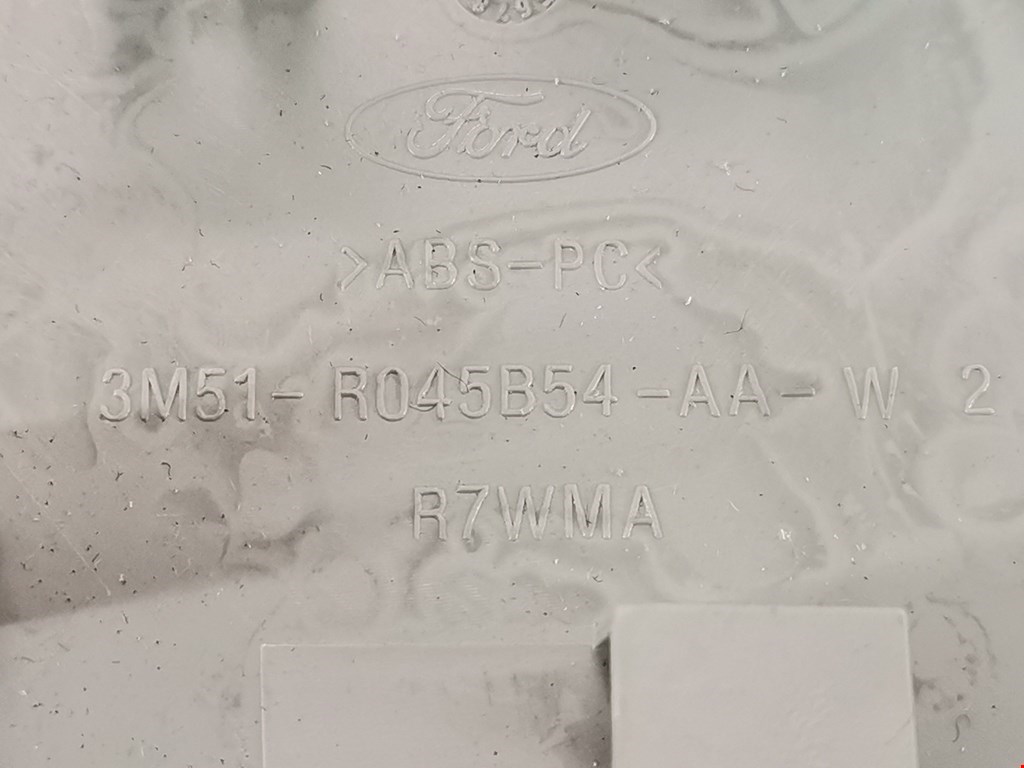 Ford
>ABS-PC<
3M51-R045B54-AA-W 2
R7WMA